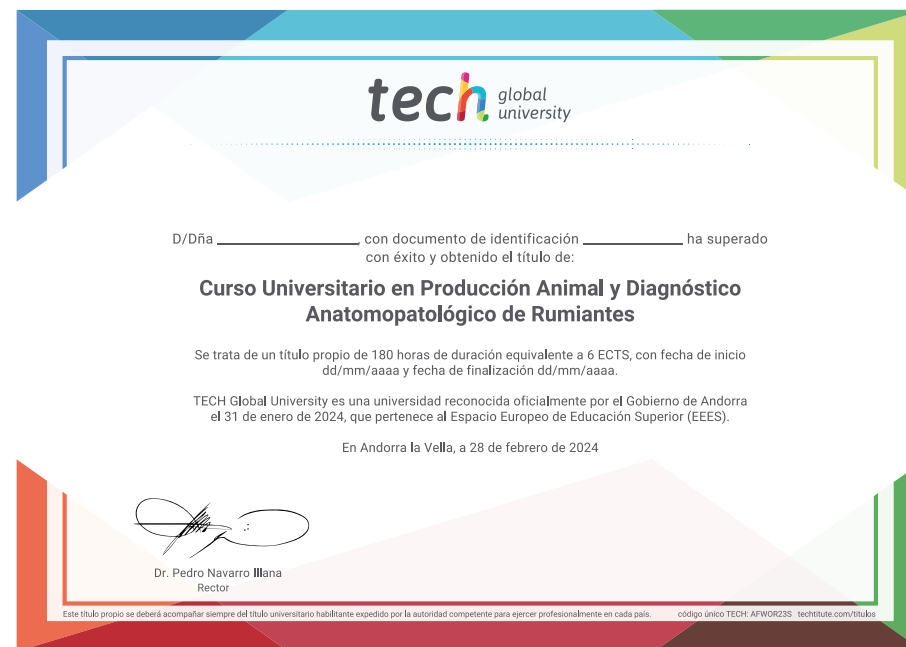 tech global university
D/Dña ____________________, con documento de identificación ______________ ha superado
con éxito y obtenido el título de:
Curso Universitario en Producción Animal y Diagnóstico
Anatomopatológico de Rumiantes
Se trata de un título propio de 180 horas de duración equivalente a 6 ECTS, con fecha de inicio
dd/mm/aaaa y fecha de finalización dd/mm/aaaa.
TECH Global University es una universidad reconocida oficialmente por el Gobierno de Andorra
el 31 de enero de 2024, que pertenece al Espacio Europeo de Educación Superior (EEES).
En Andorra la Vella, a 28 de febrero de 2024
Dr. Pedro Navarro Illana
Rector
Este título propio se deberá acompañar siempre del título universitario habilitante expedido por la autoridad competente para ejercer profesionalmente en cada país. código único TECH: AFWOR23S techtitute.com/titulos